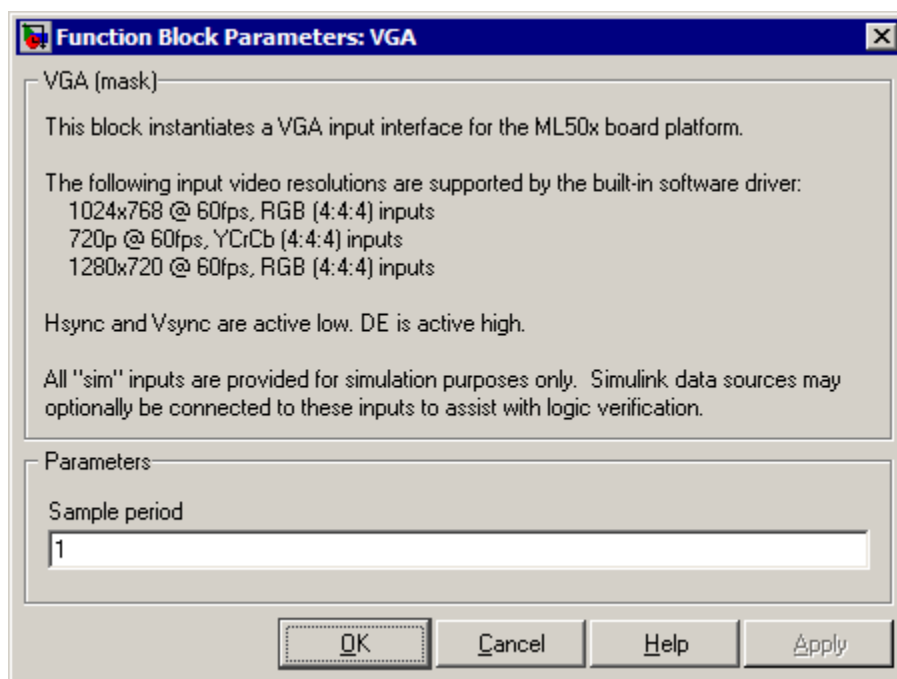 Function Block Parameters: VGA
VGA (mask)
This block instantiates a VGA input interface for the ML50x board platform.
The following input video resolutions are supported by the built-in software driver:
1024x768 @ 60fps, RGB (4:4:4) inputs
720p @ 60fps, YCrCb (4:4:4) inputs
1280x720 @ 60fps, RGB (4:4:4) inputs
Hsync and Vsync are active low. DE is active high.
All "sim" inputs are provided for simulation purposes only. Simulink data sources may
optionally be connected to these inputs to assist with logic verification.
Parameters
Sample period
1
OK Cancel Help Apply